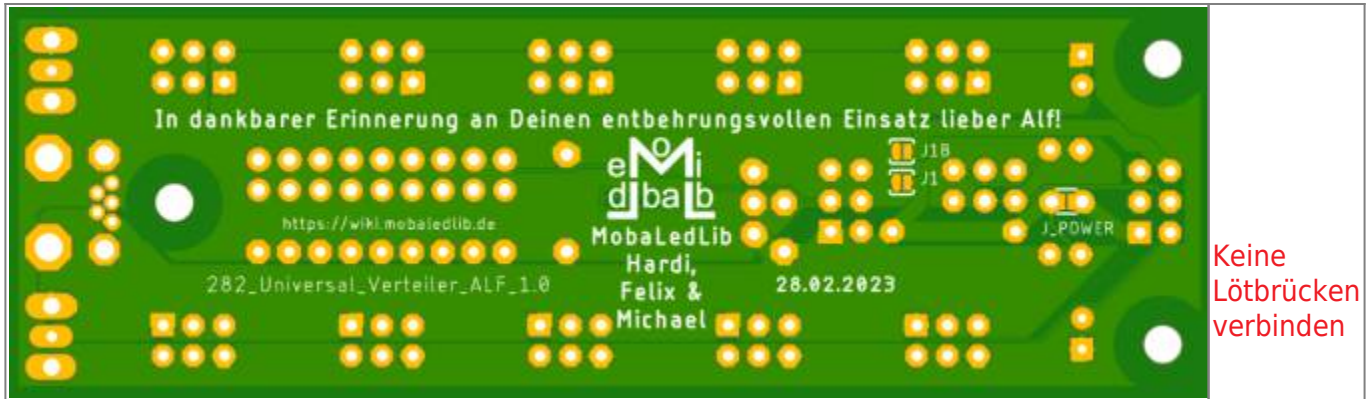 In dankbarer Erinnerung an Deinen entbehrungsvollen Einsatz lieber Alf!
J1B
J1
MobaLedLib
https://wiki.mobaledlib.de
J_POWER
MobaLedLib
Hardi,
Felix &
Michael
282_Universal_Verteiler_ALF_1.0
28.02.2023
Keine
Lötbrücken
verbinden